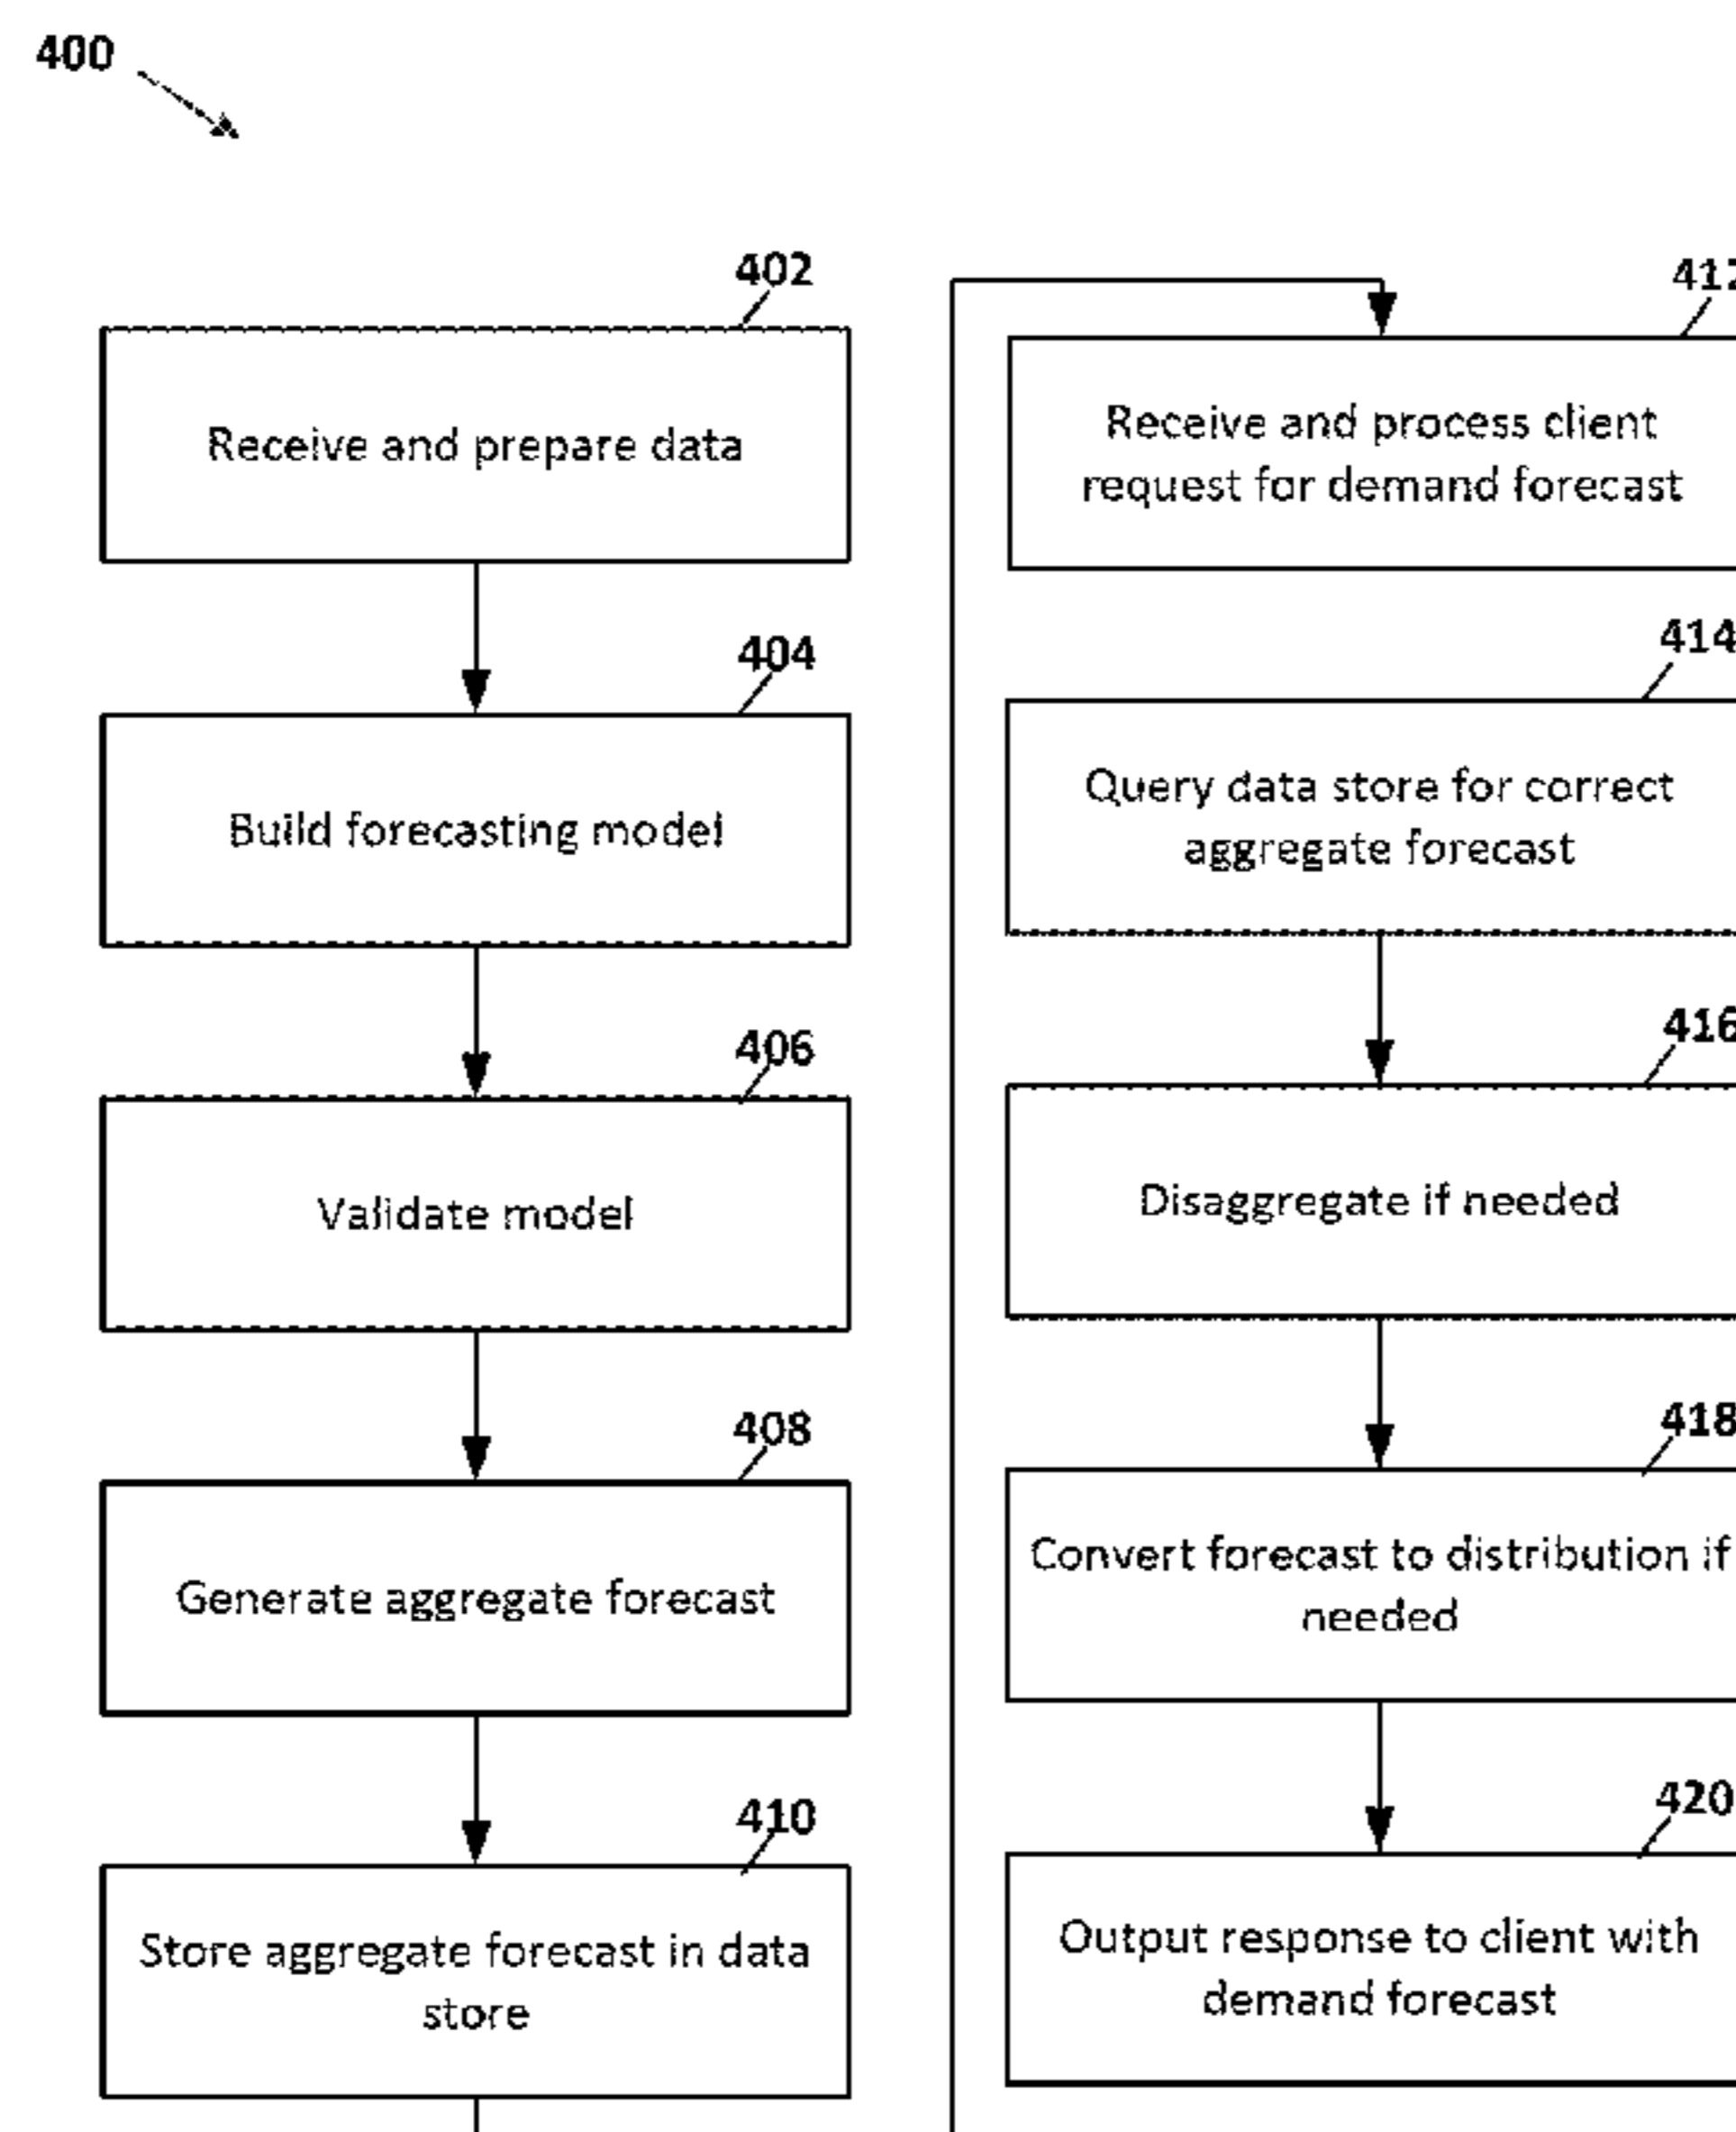 400
402
Receive and prepare data
404
Build forecasting model
406
Validate model
408
Generate aggregate forecast
410
Store aggregate forecast in data
store
412
Receive and process client
request for demand forecast
414
Query data store for correct
aggregate forecast
416
Disaggregate if needed
418
Convert forecast to distribution if
needed
420
Output response to client with
demand forecast